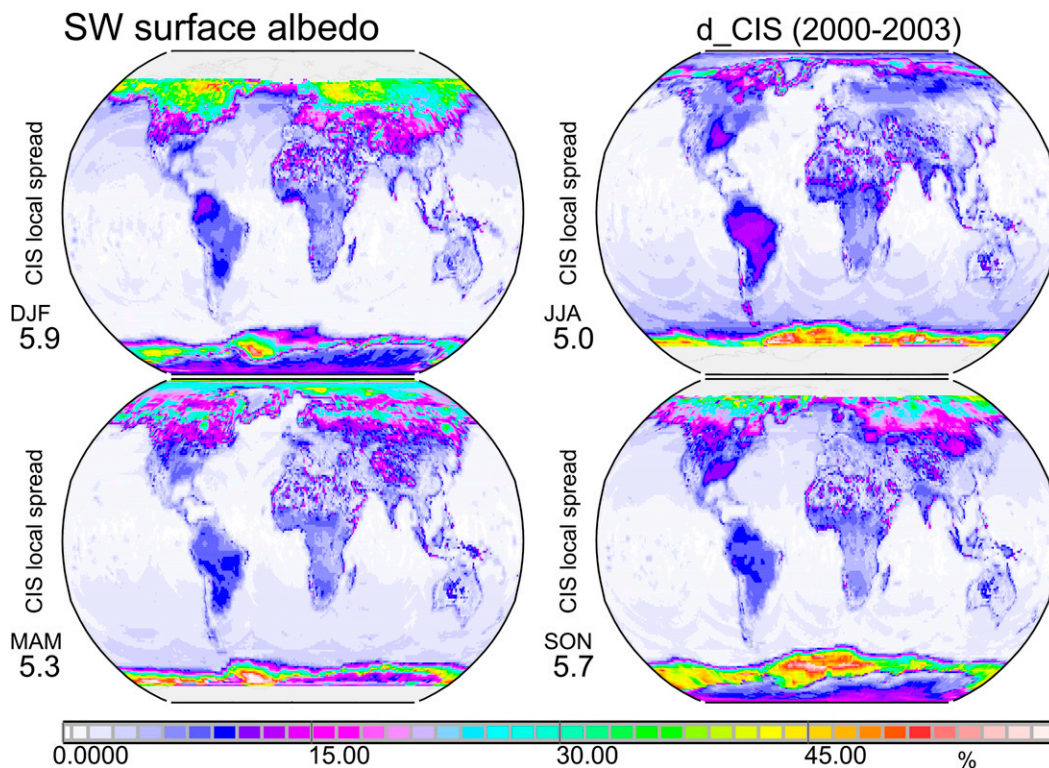 SW surface albedo
d_CIS (2000-2003)
CIS local spread
DJF
5.9
CIS local spread
JJA
5.0
CIS local spread
MAM
5.3
CIS local spread
SON
5.7
0.0000
15.00
30.00
45.00
%